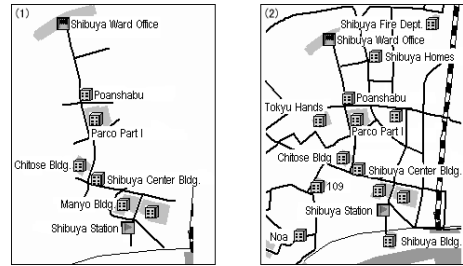 (1)
Shibuya Ward Office
Poanshabu
Parco Part I
Chitose Bldg.
Shibuya Center Bldg.
Manyo Bldg.
Shibuya Station
(2)
Shibuya Fire Dept.
Shibuya Ward Office
Shibuya Homes
Poanshabu
Tokyu Hands
Parco Part I
Chitose Bldg
Shibuya Center Bldg.
109
Shibuya Station
Noa
Shibuya Bldg.